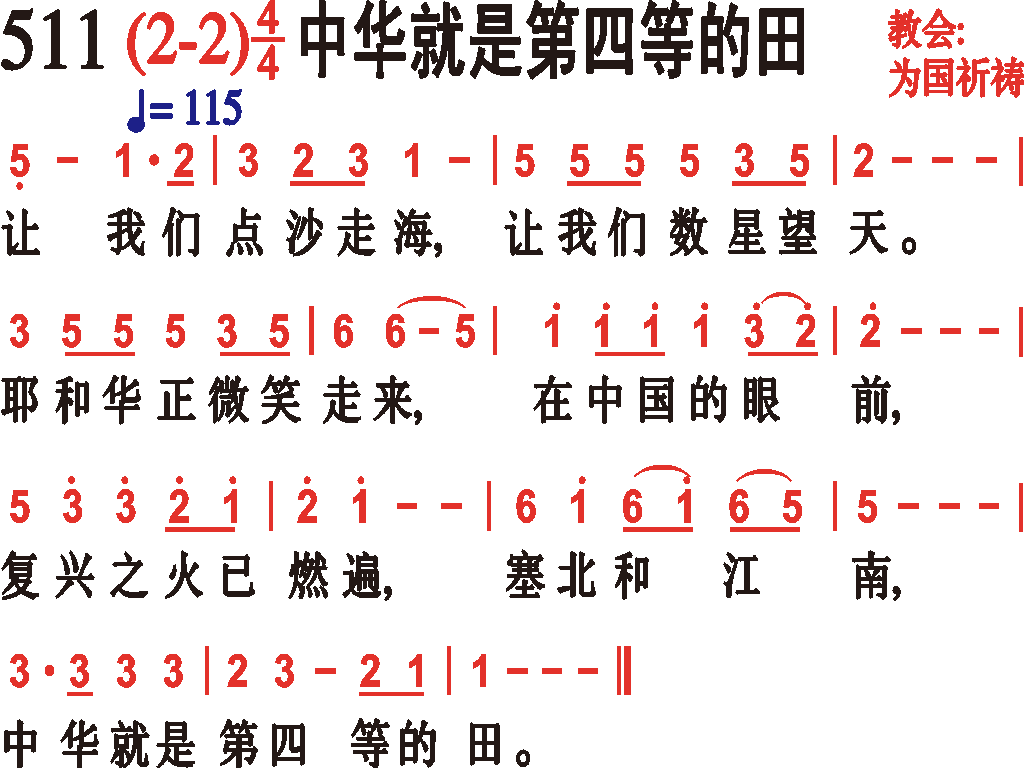 511 (2-2) 4/4 中华就是第四等的田 教会:
♩= 115 为国祈祷
5̣ － 1 · 2 | 3 2 3 1 － | 5 5 5 5 3 5 | 2 － － － |
让 我们点沙走海, 让我们数星望天。
3 5 5 5 3 5 | 6 6 － 5 | 1̇ 1̇ 1̇ 1̇ 3̇ 2̇ | 2̇ － － － |
耶和华正微笑走来, 在中国的眼前,
5 3̇ 3̇ 2̇ 1̇ | 2̇ 1̇ － － | 6 1̇ 6 1̇ 6 5 | 5 － － － |
复兴之火已燃遍, 塞北和江南,
3 · 3 3 3 | 2 3 － 2 1 | 1 － － － ‖
中华就是第四等的田。